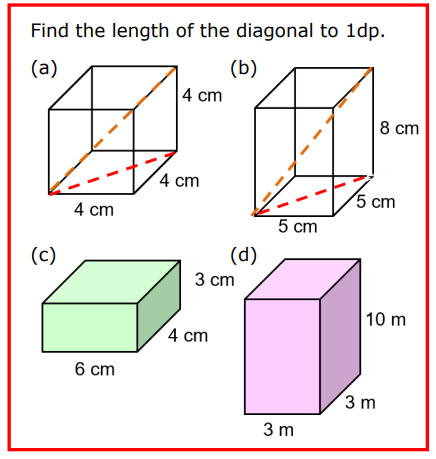 Find the length of the diagonal to 1dp.
(a) (b)
4 cm
8 cm
4 cm
5 cm
4 cm
5 cm
(c) (d)
3 cm
10 m
4 cm
6 cm
3 m
3 m